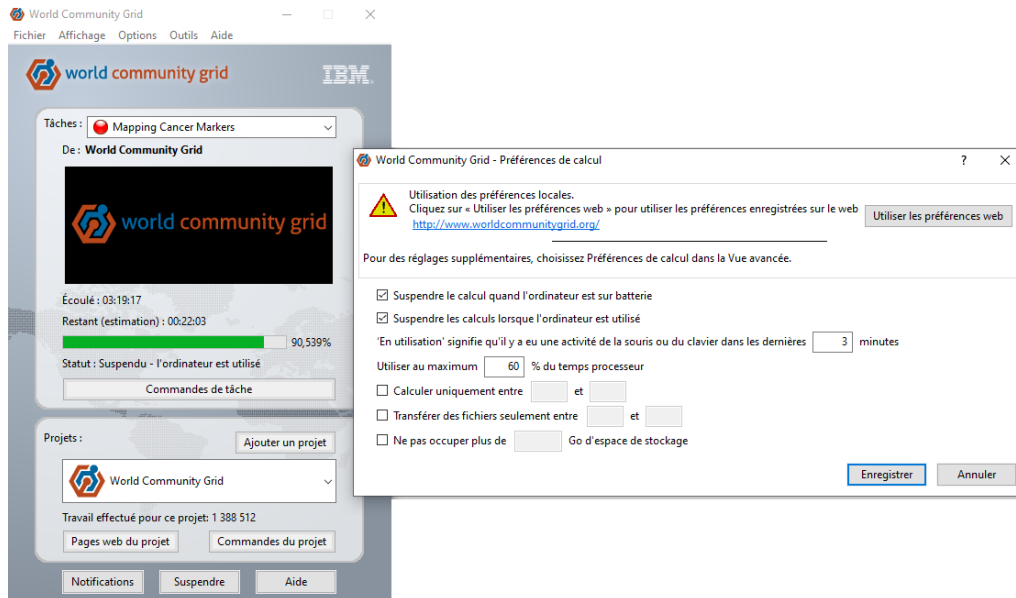 World Community Grid
Fichier Affichage Options Outils Aide
world community grid
IBM.
Tâches :
Mapping Cancer Markers
De : World Community Grid
world community grid
Écoulé : 03:19:17
Restant (estimation) : 00:22:03
90,539%
Statut : Suspendu - l'ordinateur est utilisé
Commandes de tâche
Projets :
Ajouter un projet
World Community Grid
Travail effectué pour ce projet: 1 388 512
Pages web du projet
Commandes du projet
Notifications
Suspendre
Aide
World Community Grid - Préférences de calcul
?
Utilisation des préférences locales.
Cliquez sur « Utiliser les préférences web » pour utiliser les préférences enregistrées sur le web
http://www.worldcommunitygrid.org/
Utiliser les préférences web
Pour des réglages supplémentaires, choisissez Préférences de calcul dans la Vue avancée.
Suspendre le calcul quand l'ordinateur est sur batterie
Suspendre les calculs lorsque l'ordinateur est utilisé
'En utilisation' signifie qu'il y a eu une activité de la souris ou du clavier dans les dernières 3 minutes
Utiliser au maximum 60 % du temps processeur
Calculer uniquement entre et
Transférer des fichiers seulement entre et
Ne pas occuper plus de Go d'espace de stockage
Enregistrer
Annuler